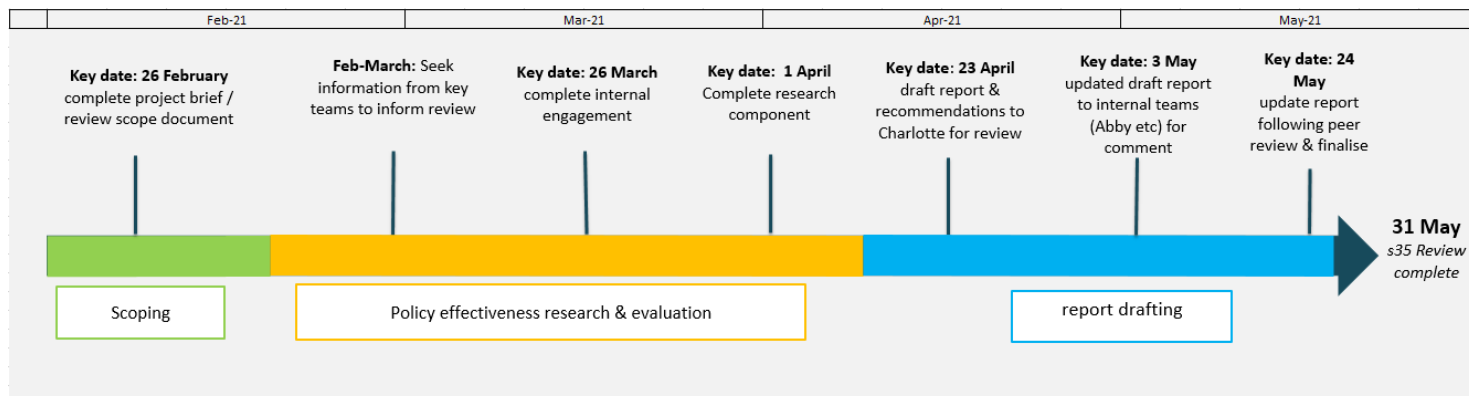 Feb-21
Mar-21
Apr-21
May-21
Key date: 26 February
complete project brief /
review scope document
Feb-March: Seek
information from key
teams to inform review
Key date: 26 March
complete internal
engagement
Key date:  1 April
Complete research
component
Key date: 23 April
draft report &
recommendations to
Charlotte for review
Key date: 3 May
updated draft report
to internal teams
(Abby etc) for
comment
Key date: 24
May
update report
following peer
review & finalise
31 May
s35 Review
complete
Scoping
Policy effectiveness research & evaluation
report drafting